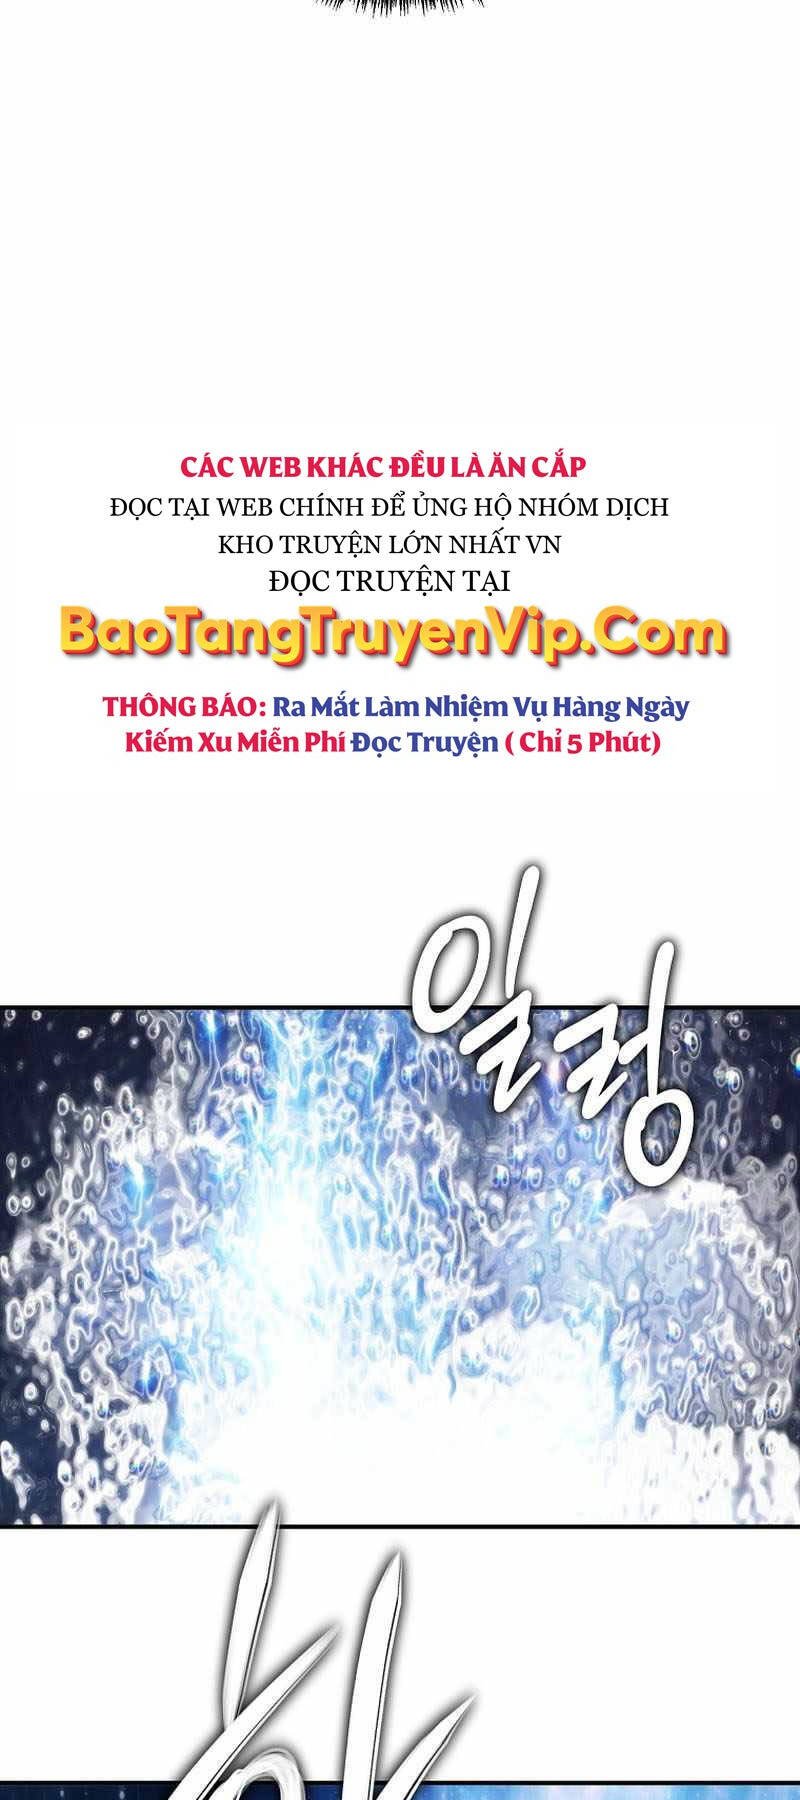 CÁC WEB KHÁC ĐỀU LÀ ĂN CẮP
ĐỌC TẠI WEB CHÍNH ĐỂ ỦNG HỘ NHÓM DỊCH
KHO TRUYỆN LỚN NHẤT VN
ĐỌC TRUYỆN TẠI
BaoTangTruyenVip.Com
THÔNG BÁO: Ra Mắt Làm Nhiệm Vụ Hàng Ngày
Kiếm Xu Miễn Phí Đọc Truyện ( Chỉ 5 Phút)
일렁